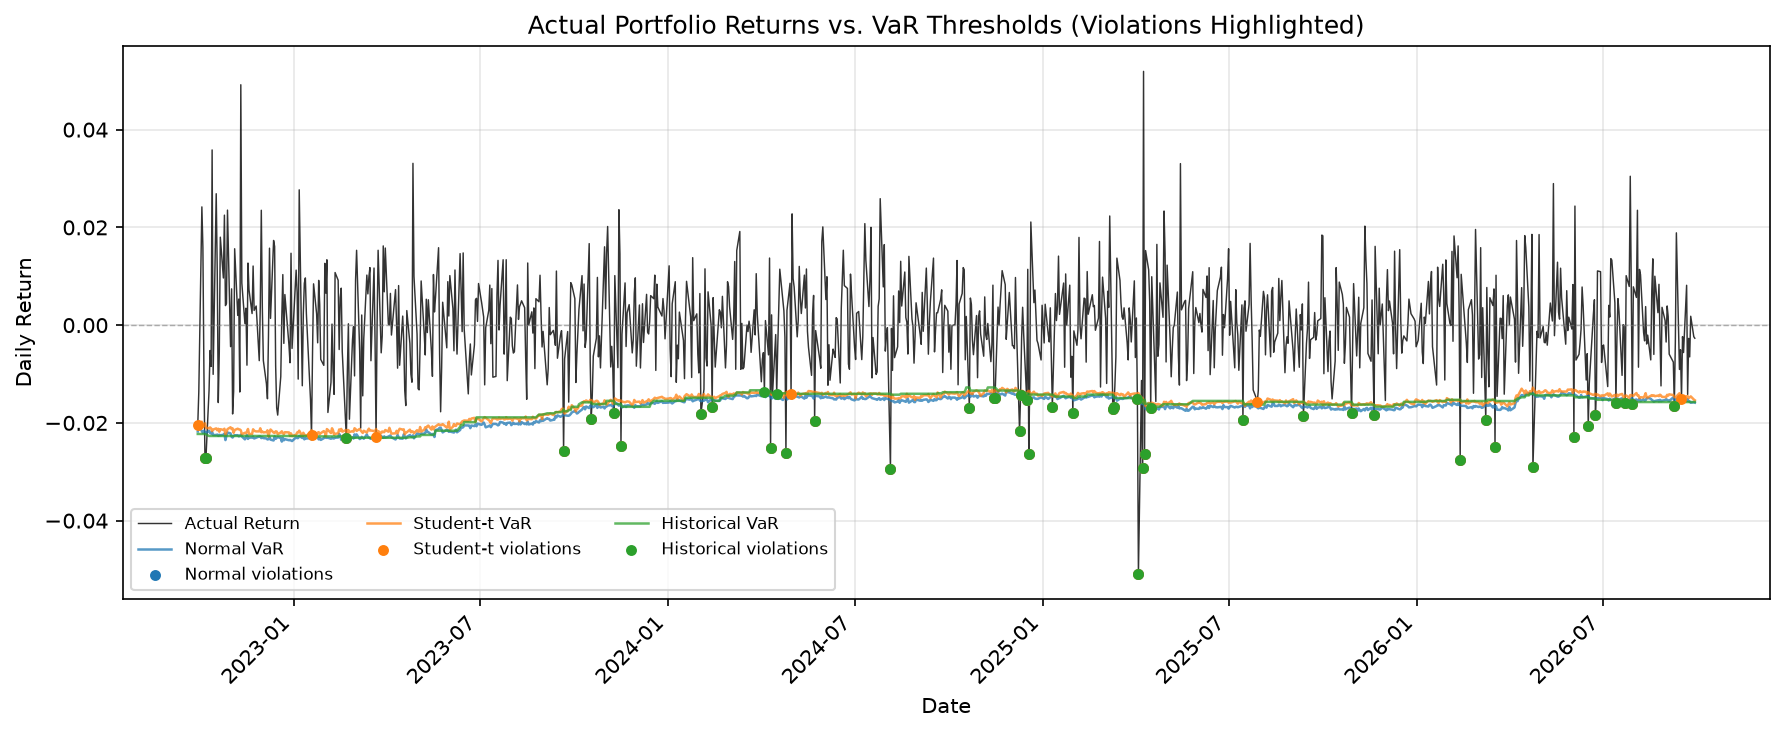 Actual Portfolio Returns vs. VaR Thresholds (Violations Highlighted)
Daily Return
0.04
0.02
0.00
−0.02
−0.04
Actual Return
Normal VaR
Normal violations
Student-t VaR
Student-t violations
Historical VaR
Historical violations
2023-01
2023-07
2024-01
2024-07
2025-01
2025-07
2026-01
2026-07
Date